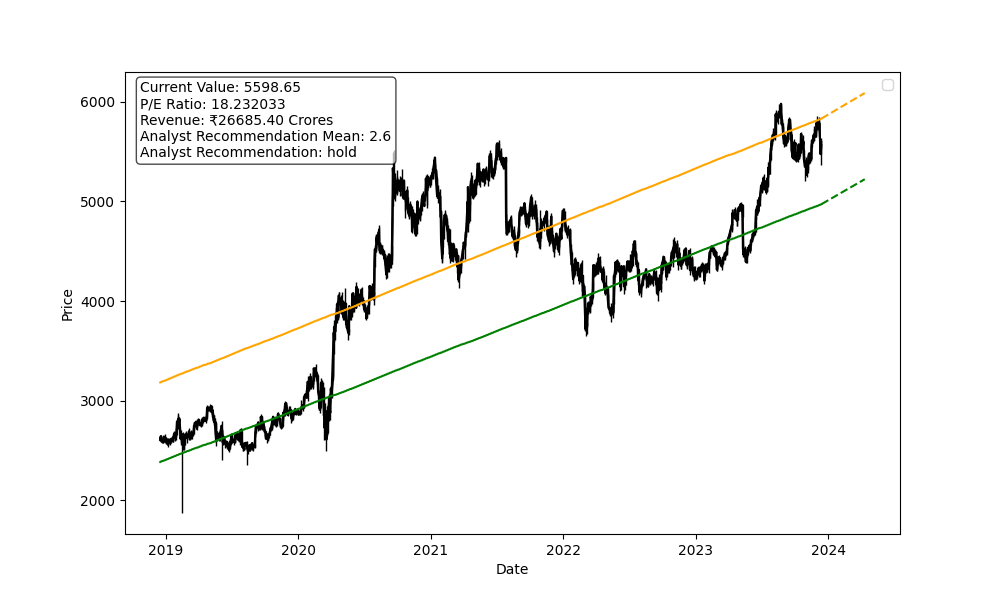 Current Value: 5598.65
P/E Ratio: 18.232033
Revenue: ₹26685.40 Crores
Analyst Recommendation Mean: 2.6
Analyst Recommendation: hold
6000
5000
4000
3000
2000
Price
2019 2020 2021 2022 2023 2024
Date